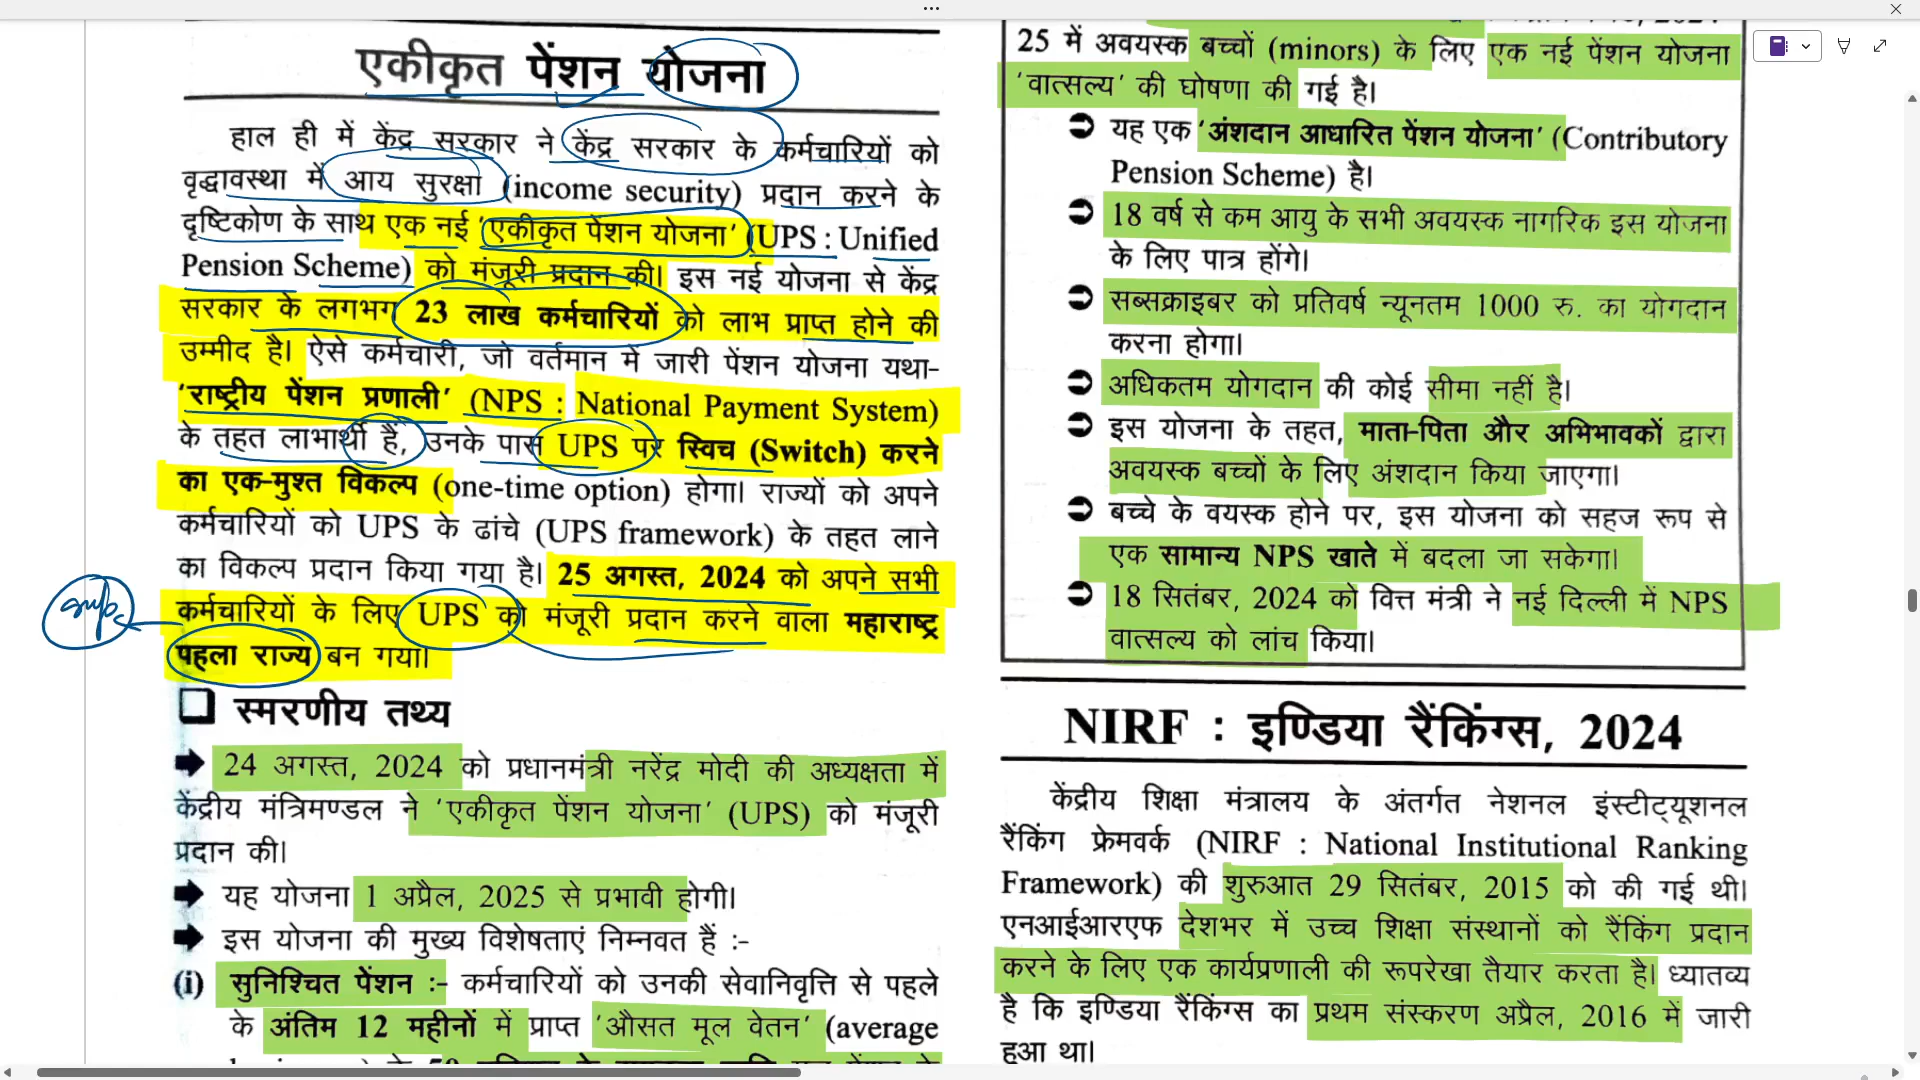 एकीकृत पेंशन योजना
हाल ही में केंद्र सरकार ने केंद्र सरकार के कर्मचारियों को
वृद्धावस्था में आय सुरक्षा (income security) प्रदान करने के
दृष्टिकोण के साथ एक नई 'एकीकृत पेंशन योजना' (UPS : Unified
Pension Scheme) को मंजूरी प्रदान की। इस नई योजना से केंद्र
सरकार के लगभग 23 लाख कर्मचारियों को लाभ प्राप्त होने की
उम्मीद है। ऐसे कर्मचारी, जो वर्तमान में जारी पेंशन योजना यथा-
'राष्ट्रीय पेंशन प्रणाली' (NPS : National Payment System)
के तहत लाभार्थी हैं, उनके पास UPS पर स्विच (Switch) करने
का एक-मुश्त विकल्प (one-time option) होगा। राज्यों को अपने
कर्मचारियों को UPS के ढांचे (UPS framework) के तहत लाने
का विकल्प प्रदान किया गया है। 25 अगस्त, 2024 को अपने सभी
कर्मचारियों के लिए UPS को मंजूरी प्रदान करने वाला महाराष्ट्र
पहला राज्य बन गया।
स्मरणीय तथ्य
24 अगस्त, 2024 को प्रधानमंत्री नरेंद्र मोदी की अध्यक्षता में
केंद्रीय मंत्रिमण्डल ने 'एकीकृत पेंशन योजना' (UPS) को मंजूरी
प्रदान की।
यह योजना 1 अप्रैल, 2025 से प्रभावी होगी।
इस योजना की मुख्य विशेषताएं निम्नवत हैं :-
(i) सुनिश्चित पेंशन :- कर्मचारियों को उनकी सेवानिवृत्ति से पहले
के अंतिम 12 महीनों में प्राप्त 'औसत मूल वेतन' (average
25 में अवयस्क बच्चों (minors) के लिए एक नई पेंशन योजना
'वात्सल्य' की घोषणा की गई है।
यह एक 'अंशदान आधारित पेंशन योजना' (Contributory
Pension Scheme) है।
18 वर्ष से कम आयु के सभी अवयस्क नागरिक इस योजना
के लिए पात्र होंगे।
सब्सक्राइबर को प्रतिवर्ष न्यूनतम 1000 रु. का योगदान
करना होगा।
अधिकतम योगदान की कोई सीमा नहीं है।
इस योजना के तहत, माता-पिता और अभिभावकों द्वारा
अवयस्क बच्चों के लिए अंशदान किया जाएगा।
बच्चे के वयस्क होने पर, इस योजना को सहज रूप से
एक सामान्य NPS खाते में बदला जा सकेगा।
18 सितंबर, 2024 को वित्त मंत्री ने नई दिल्ली में NPS
वात्सल्य को लांच किया।
NIRF : इण्डिया रैंकिंग्स, 2024
केंद्रीय शिक्षा मंत्रालय के अंतर्गत नेशनल इंस्टीट्यूशनल
रैंकिंग फ्रेमवर्क (NIRF : National Institutional Ranking
Framework) की शुरुआत 29 सितंबर, 2015 को की गई थी।
एनआईआरएफ देशभर में उच्च शिक्षा संस्थानों को रैंकिंग प्रदान
करने के लिए एक कार्यप्रणाली की रूपरेखा तैयार करता है। ध्यातव्य
है कि इण्डिया रैंकिंग्स का प्रथम संस्करण अप्रैल, 2016 में जारी
हुआ था।